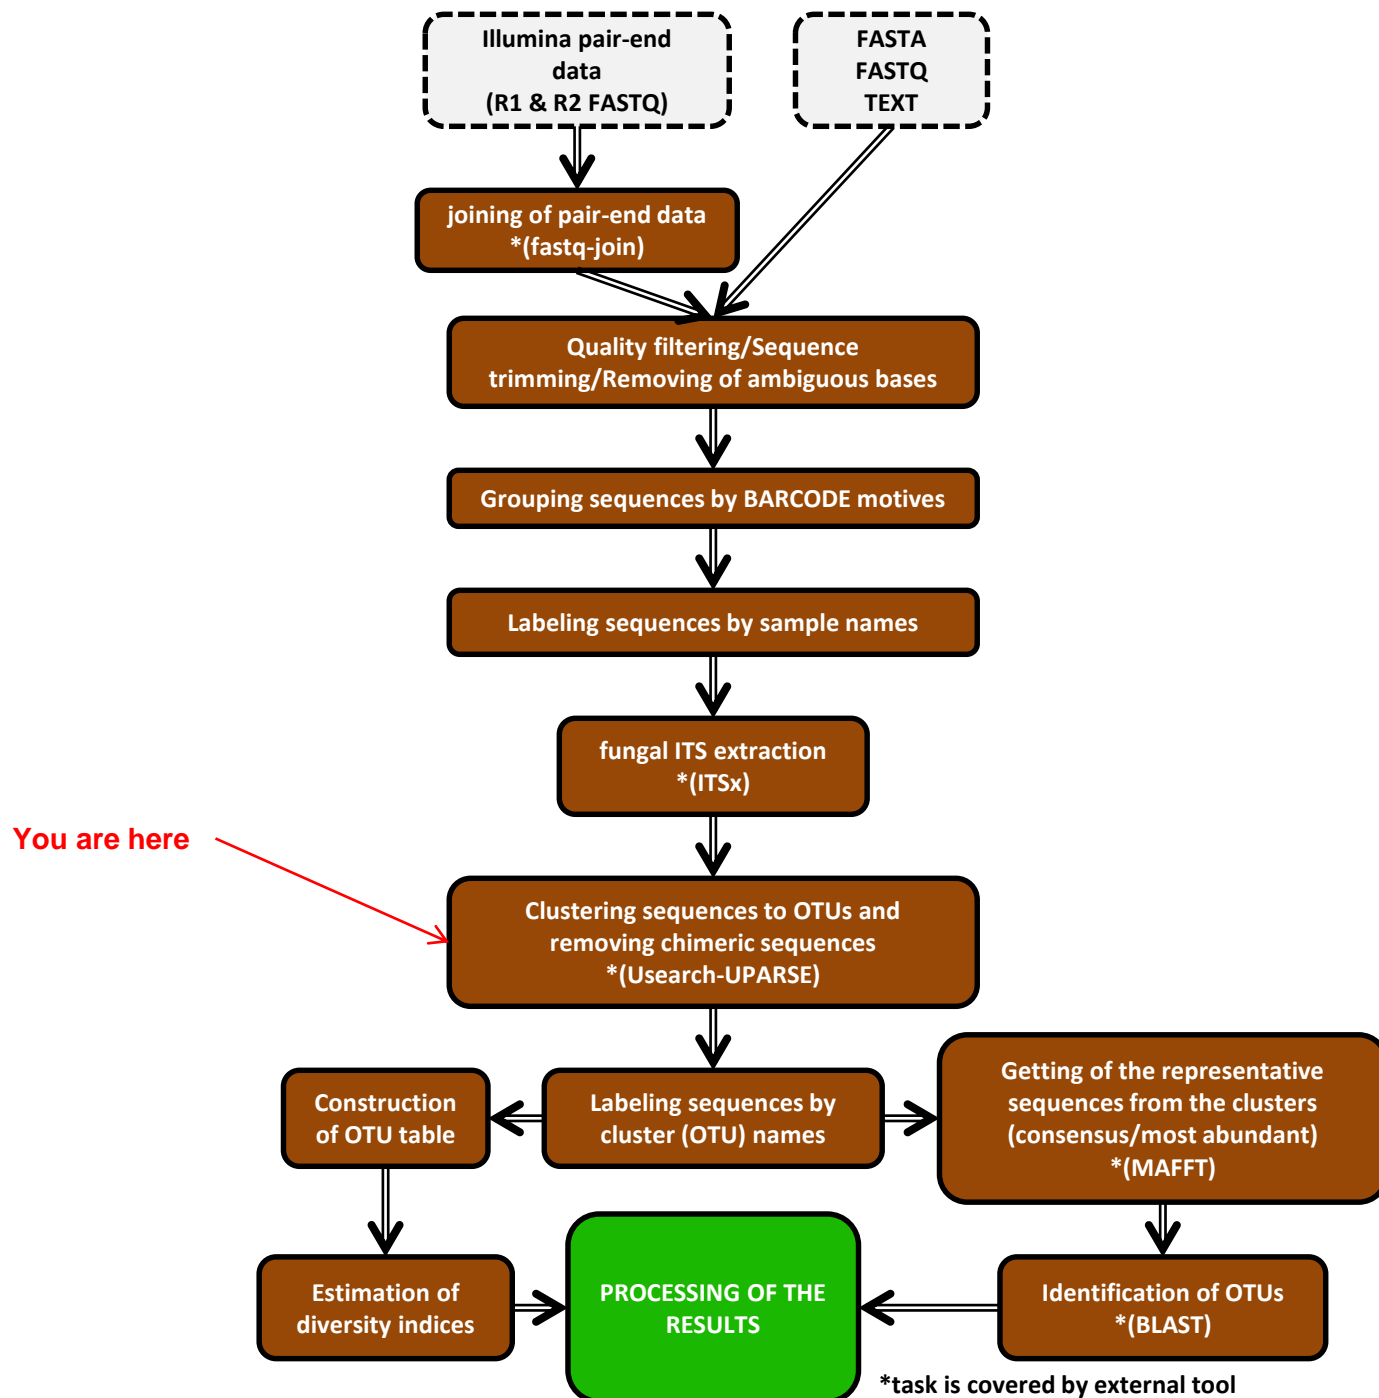 Illumina pair-end
data
(R1 & R2 FASTQ)
FASTA
FASTQ
TEXT
joining of pair-end data
*(fastq-join)
Quality filtering/Sequence
trimming/Removing of ambiguous bases
Grouping sequences by BARCODE motives
Labeling sequences by sample names
fungal ITS extraction
*(ITSx)
You are here
Clustering sequences to OTUs and
removing chimeric sequences
*(Usearch-UPARSE)
Construction
of OTU table
Labeling sequences by
cluster (OTU) names
Getting of the representative
sequences from the clusters
(consensus/most abundant)
*(MAFFT)
Estimation of
diversity indices
PROCESSING OF THE
RESULTS
Identification of OTUs
*(BLAST)
*task is covered by external tool